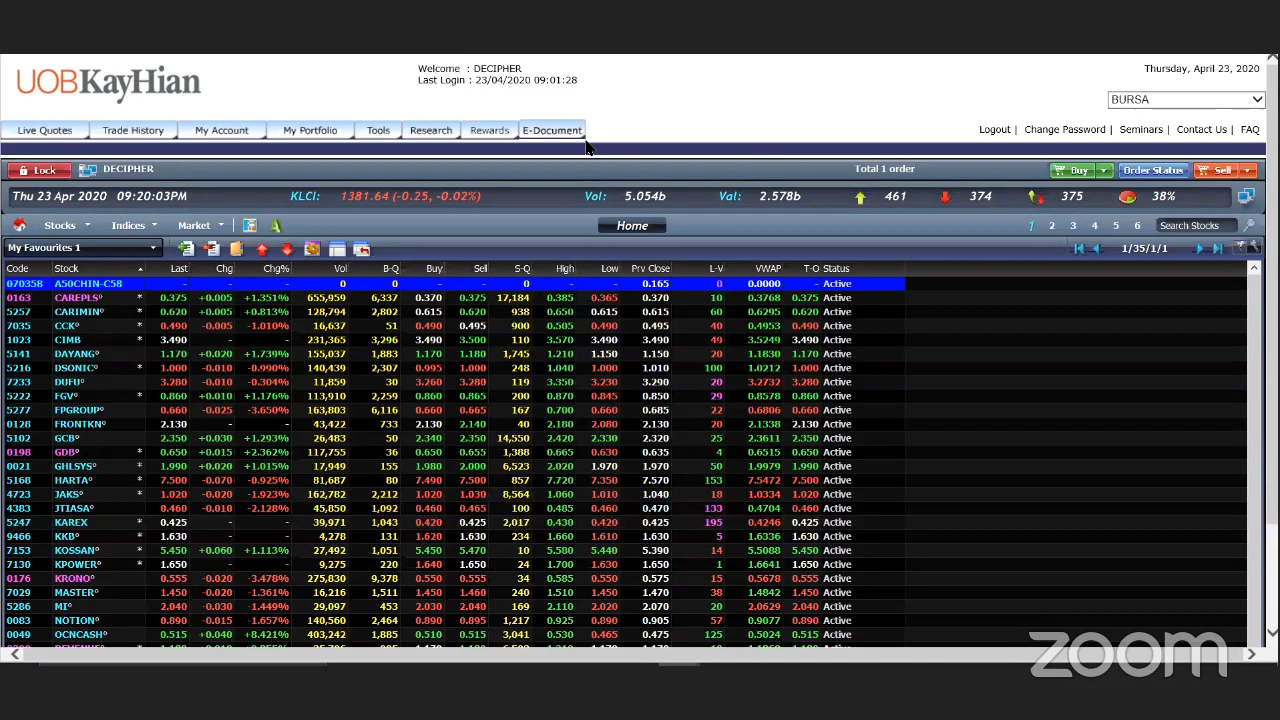 UOBKayHian
Welcome : DECIPHER
Last Login : 23/04/2020 09:01:28
Thursday, April 23, 2020
BURSA
Live Quotes Trade History My Account My Portfolio Tools Research Rewards E-Document
Logout | Change Password | Seminars | Contact Us | FAQ
Lock DECIPHER Total 1 order Buy Order Status Sell
Thu 23 Apr 2020 09:20:03PM KLCI: 1381.64 (-0.25, -0.02%) Vol: 5.054b Val: 2.578b 461 374 375 38%
Stocks Indices Market Home 1 2 3 4 5 6 Search Stocks
My Favourites 1 1/35/1/1
Code Stock Last Chg Chg% Vol B-Q Buy Sell S-Q High Low Prv Close L-V VWAP T-O Status
070358 A50CHIN-C58 - - - 0 0 - - 0 - - 0.165 0 0.0000 - Active
0163 CAREPLSº * 0.375 +0.005 +1.351% 655,959 6,337 0.370 0.375 17,184 0.385 0.365 0.370 10 0.3768 0.375 Active
5257 CARIMINº * 0.620 +0.005 +0.813% 128,794 2,802 0.615 0.620 938 0.650 0.615 0.615 60 0.6295 0.620 Active
7035 CCKº * 0.490 -0.005 -1.010% 16,637 51 0.490 0.495 900 0.505 0.490 0.495 40 0.4953 0.490 Active
1023 CIMB * 3.490 - - 231,365 3,296 3.490 3.500 110 3.570 3.490 3.490 49 3.5249 3.490 Active
5141 DAYANGº 1.170 +0.020 +1.739% 155,037 1,883 1.170 1.180 1,745 1.210 1.150 1.150 20 1.1830 1.170 Active
5216 DSONICº * 1.000 -0.010 -0.990% 140,439 2,307 0.995 1.000 248 1.040 1.000 1.010 100 1.0212 1.000 Active
7233 DUFUº 3.280 -0.010 -0.304% 11,859 30 3.260 3.280 119 3.350 3.230 3.290 20 3.2732 3.280 Active
5222 FGVº * 0.860 +0.010 +1.176% 113,910 2,259 0.860 0.865 200 0.870 0.845 0.850 29 0.8578 0.860 Active
5277 FPGROUPº 0.660 -0.025 -3.650% 163,803 6,116 0.660 0.665 167 0.700 0.660 0.685 22 0.6806 0.660 Active
0128 FRONTKNº 2.130 - - 43,422 733 2.130 2.140 40 2.180 2.080 2.130 20 2.1338 2.130 Active
5102 GCBº 2.350 +0.030 +1.293% 26,483 50 2.340 2.350 14,550 2.420 2.330 2.320 25 2.3611 2.350 Active
0198 GDBº * 0.650 +0.015 +2.362% 117,755 36 0.650 0.655 1,388 0.665 0.630 0.635 4 0.6515 0.650 Active
0021 GHLSYSº * 1.990 +0.020 +1.015% 17,949 155 1.980 2.000 6,523 2.020 1.970 1.970 50 1.9979 1.990 Active
5168 HARTAº * 7.500 -0.070 -0.925% 81,687 80 7.490 7.500 857 7.720 7.350 7.570 153 7.5472 7.500 Active
4723 JAKSº * 1.020 -0.020 -1.923% 162,782 2,212 1.020 1.030 8,564 1.060 1.010 1.040 18 1.0334 1.020 Active
4383 JTIASAº * 0.460 -0.010 -2.128% 45,850 1,092 0.460 0.465 100 0.485 0.460 0.470 133 0.4704 0.460 Active
5247 KAREX * 0.425 - - 39,971 1,043 0.420 0.425 2,017 0.430 0.420 0.425 195 0.4246 0.425 Active
9466 KKBº * 1.630 - - 4,278 131 1.620 1.630 234 1.660 1.610 1.630 5 1.6336 1.630 Active
7153 KOSSANº * 5.450 +0.060 +1.113% 27,492 1,051 5.450 5.470 10 5.580 5.440 5.390 14 5.5088 5.450 Active
7130 KPOWERº * 1.650 - - 9,275 220 1.640 1.650 24 1.700 1.630 1.650 1 1.6641 1.650 Active
0176 KRONOº 0.555 -0.020 -3.478% 275,830 9,378 0.550 0.555 34 0.585 0.550 0.575 15 0.5678 0.555 Active
7029 MASTERº 1.450 -0.020 -1.361% 16,216 1,511 1.450 1.460 240 1.510 1.450 1.470 38 1.4842 1.450 Active
5286 MIº 2.040 -0.030 -1.449% 29,097 453 2.030 2.040 169 2.110 2.020 2.070 20 2.0629 2.040 Active
0083 NOTIONº 0.890 -0.015 -1.657% 140,560 2,464 0.890 0.895 1,217 0.925 0.890 0.905 57 0.9077 0.890 Active
0049 OCNCASHº 0.515 +0.040 +8.421% 403,242 1,885 0.510 0.515 3,041 0.530 0.465 0.475 125 0.5024 0.515 Active
zoom